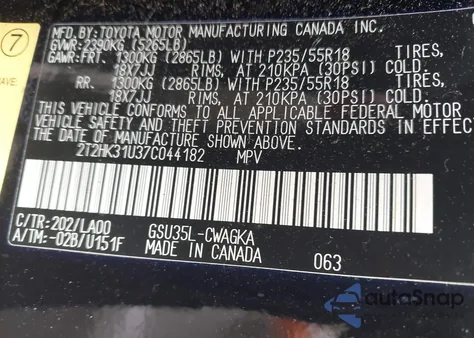 7
AVE:
MFD.BY: TOYOTA MOTOR MANUFACTURING CANADA INC.
GVWR: 2390KG (5265LB)
GAWR:FRT. 1300KG (2865LB) WITH P235/55R18 TIRES,
18X7JJ RIMS, AT 210KPA (30PSI) COLD.
RR. 1300KG (2865LB) WITH P235/55R18 TIRES,
18X7JJ RIMS, AT 210KPA (30PSI) COLD.
THIS VEHICLE CONFORMS TO ALL APPLICABLE FEDERAL MOTOR
VEHICLE SAFETY AND THEFT PREVENTION STANDARDS IN EFFEC
THE DATE OF MANUFACTURE SHOWN ABOVE.
2T2HK31U37C044182 MPV
C/TR: 202/LA00 GSU35L-CWAGKA
A/TM: -02B/U151F MADE IN CANADA 063
autoSnap